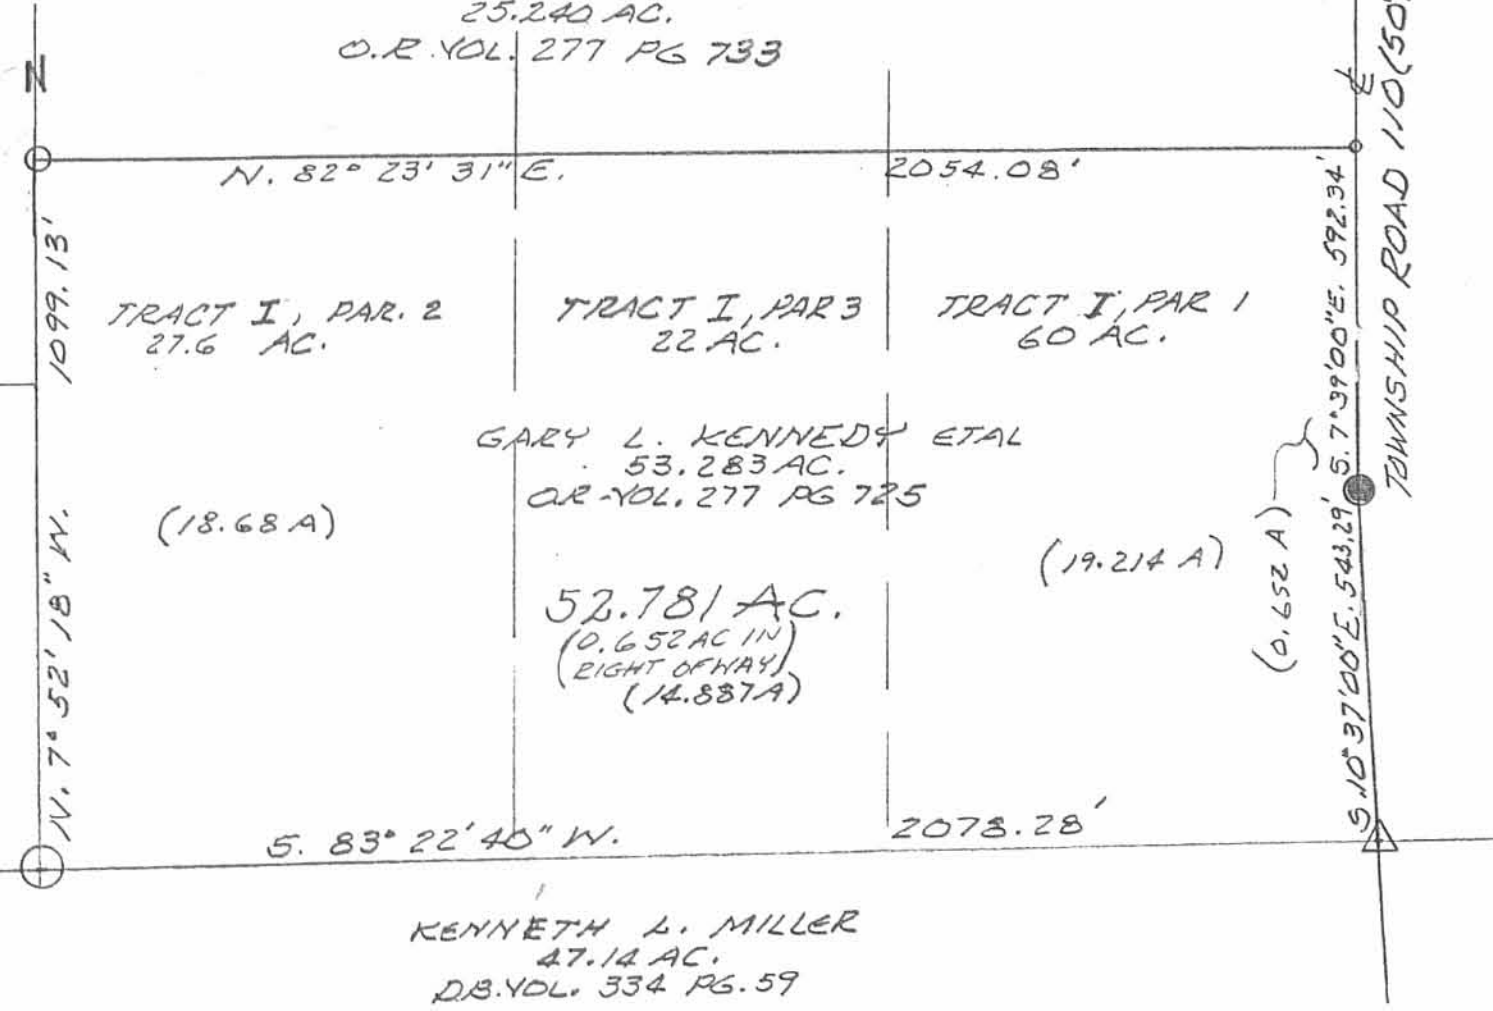 25.240 AC.
O.R. VOL. 277 PG 733
N
N. 82° 23' 31" E.
2054.08'
1099.13'
N. 7° 52' 18" W.
TRACT I, PAR. 2
27.6 AC.
TRACT I, PAR 3
22 AC.
TRACT I, PAR 1
60 AC.
GARY L. KENNEDY ETAL
53.283 AC.
O.R. VOL. 277 PG 725
(18.68 A)
(19.214 A)
52.781 AC.
(0.652 AC IN
RIGHT OF WAY)
(14.887A)
(0.652 A)
S. 7° 39' 00" E. 592.34'
S. 10° 37' 00" E. 543.29'
TOWNSHIP ROAD 110 (50'
S. 83° 22' 40" W.
2078.28'
KENNETH L. MILLER
47.14 AC.
D.B. VOL. 334 PG. 59